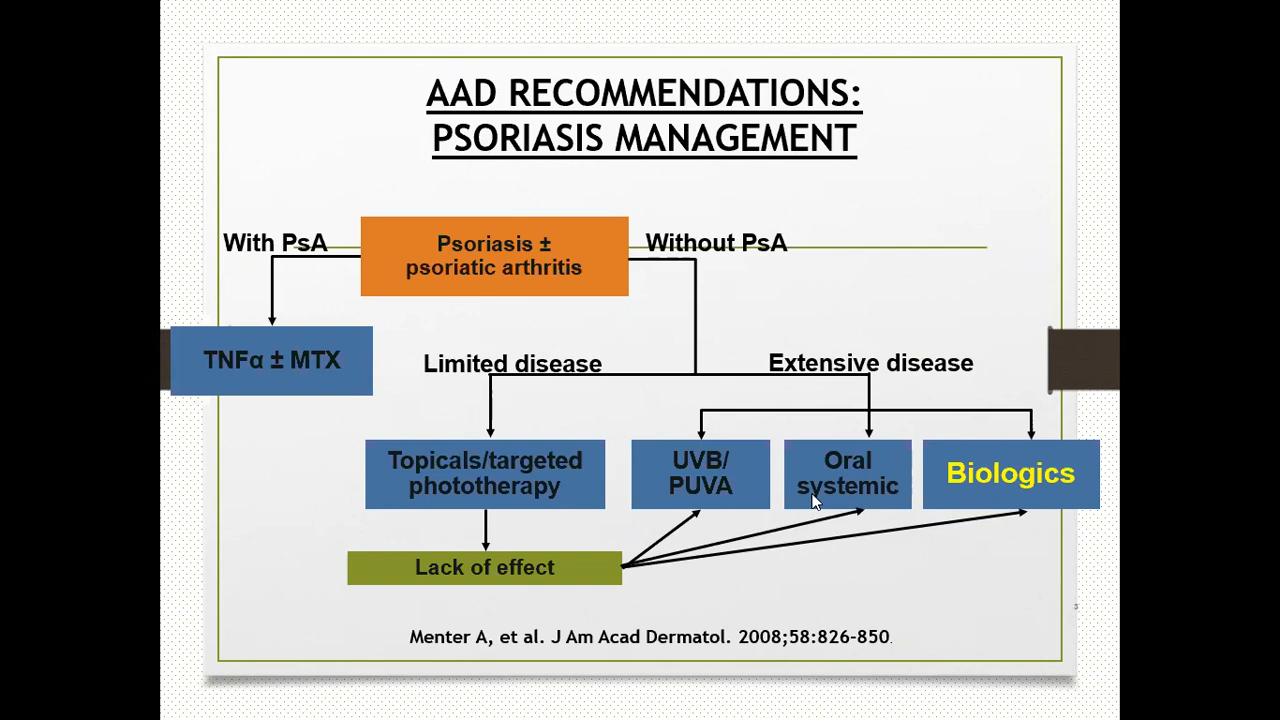 AAD RECOMMENDATIONS:
PSORIASIS MANAGEMENT
With PsA
Psoriasis ±
psoriatic arthritis
Without PsA
TNFα ± MTX
Limited disease
Extensive disease
Topicals/targeted
phototherapy
UVB/
PUVA
Oral
systemic
Biologics
Lack of effect
3
Menter A, et al. J Am Acad Dermatol. 2008;58:826-850.